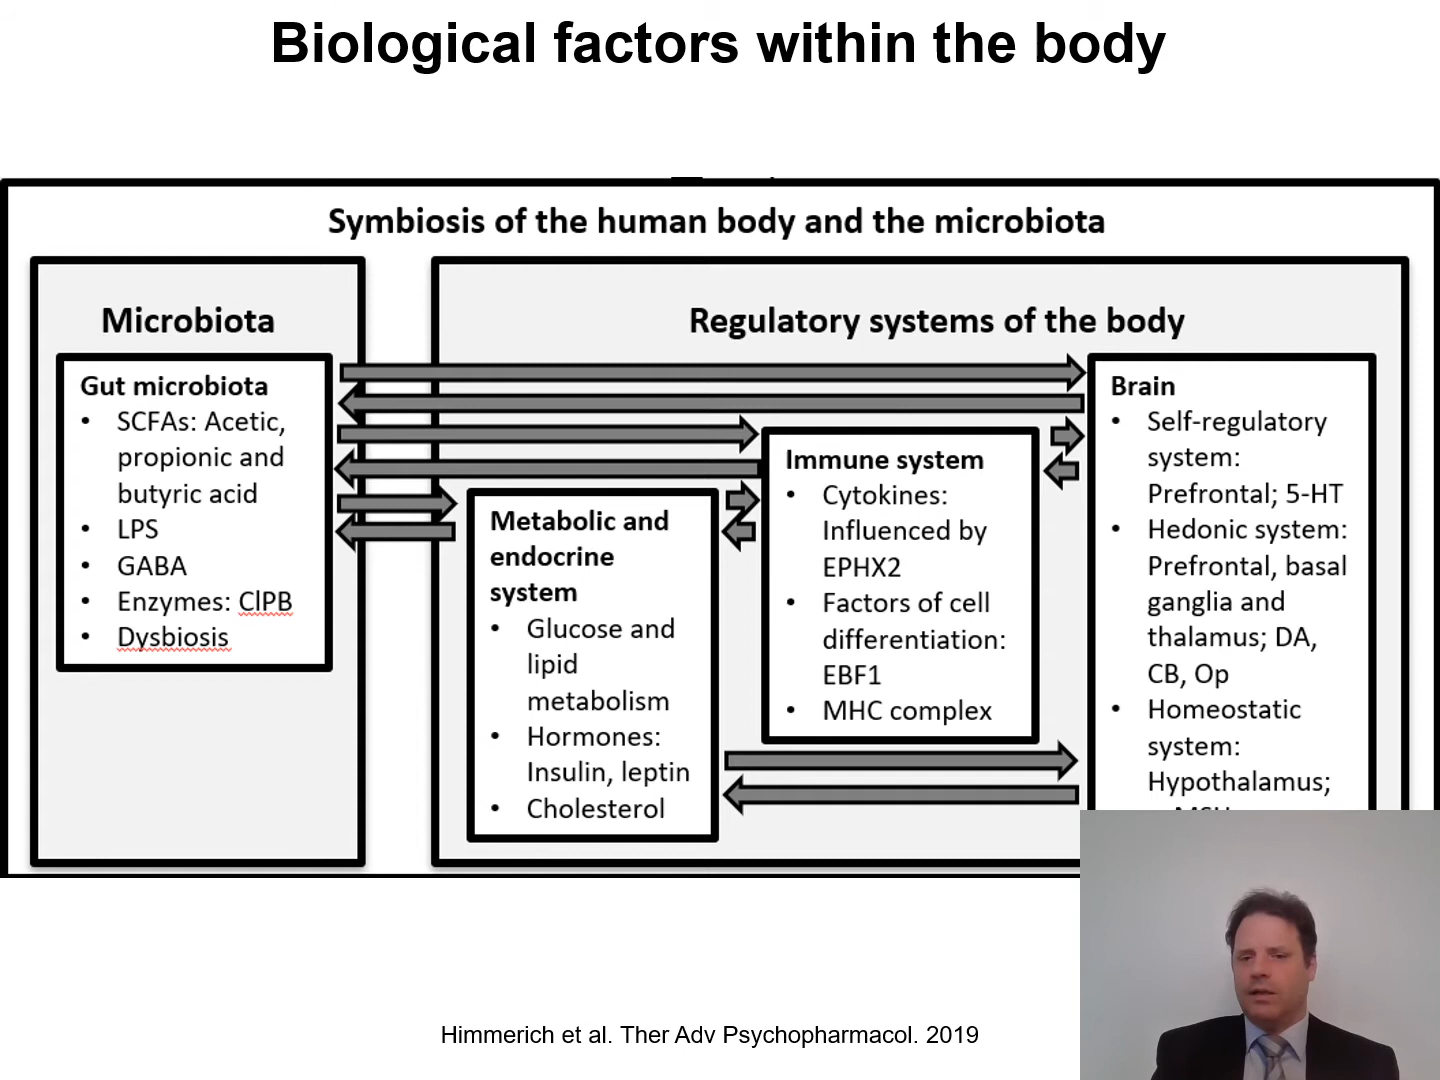 Biological factors within the body
Symbiosis of the human body and the microbiota
Microbiota
Gut microbiota
• SCFAs: Acetic,
propionic and
butyric acid
• LPS
• GABA
• Enzymes: ClPB
• Dysbiosis
Regulatory systems of the body
Metabolic and
endocrine
system
• Glucose and
lipid
metabolism
• Hormones:
Insulin, leptin
• Cholesterol
Immune system
• Cytokines:
Influenced by
EPHX2
• Factors of cell
differentiation:
EBF1
• MHC complex
Brain
• Self-regulatory
system:
Prefrontal; 5-HT
• Hedonic system:
Prefrontal, basal
ganglia and
thalamus; DA,
CB, Op
• Homeostatic
system:
Hypothalamus;
Himmerich et al. Ther Adv Psychopharmacol. 2019